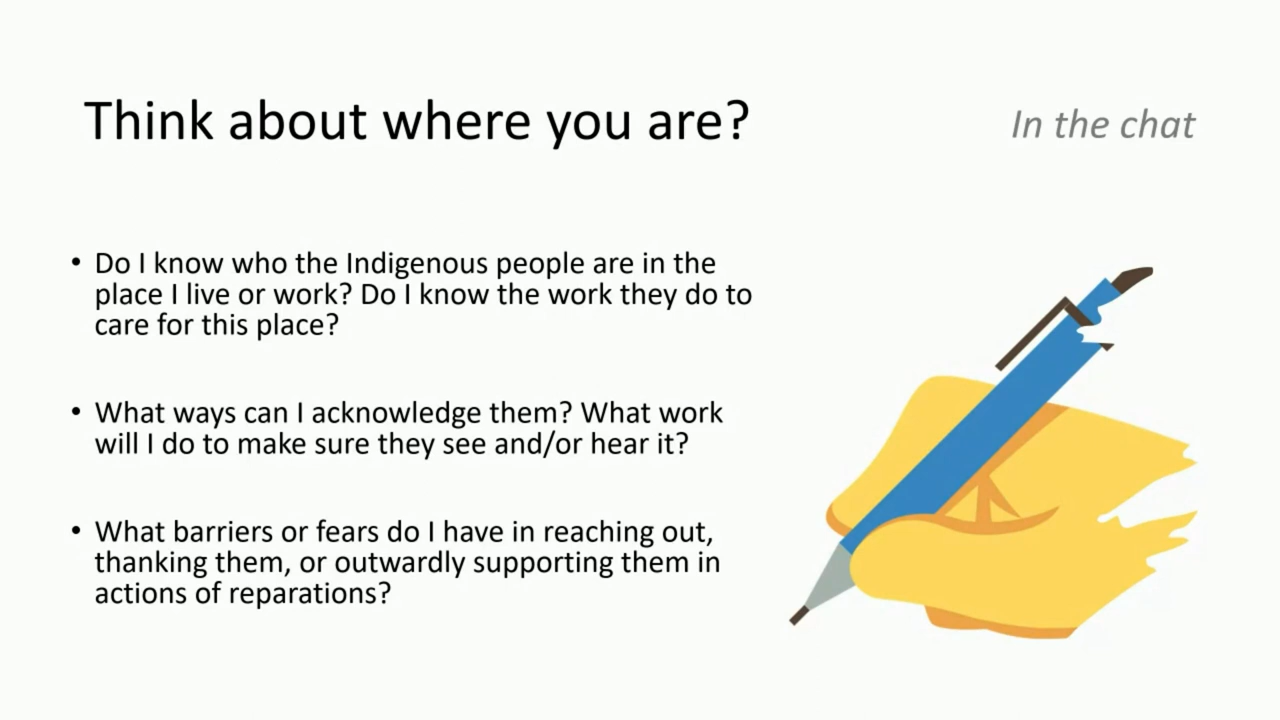 Think about where you are?
In the chat
• Do I know who the Indigenous people are in the
place I live or work? Do I know the work they do to
care for this place?
• What ways can I acknowledge them? What work
will I do to make sure they see and/or hear it?
• What barriers or fears do I have in reaching out,
thanking them, or outwardly supporting them in
actions of reparations?